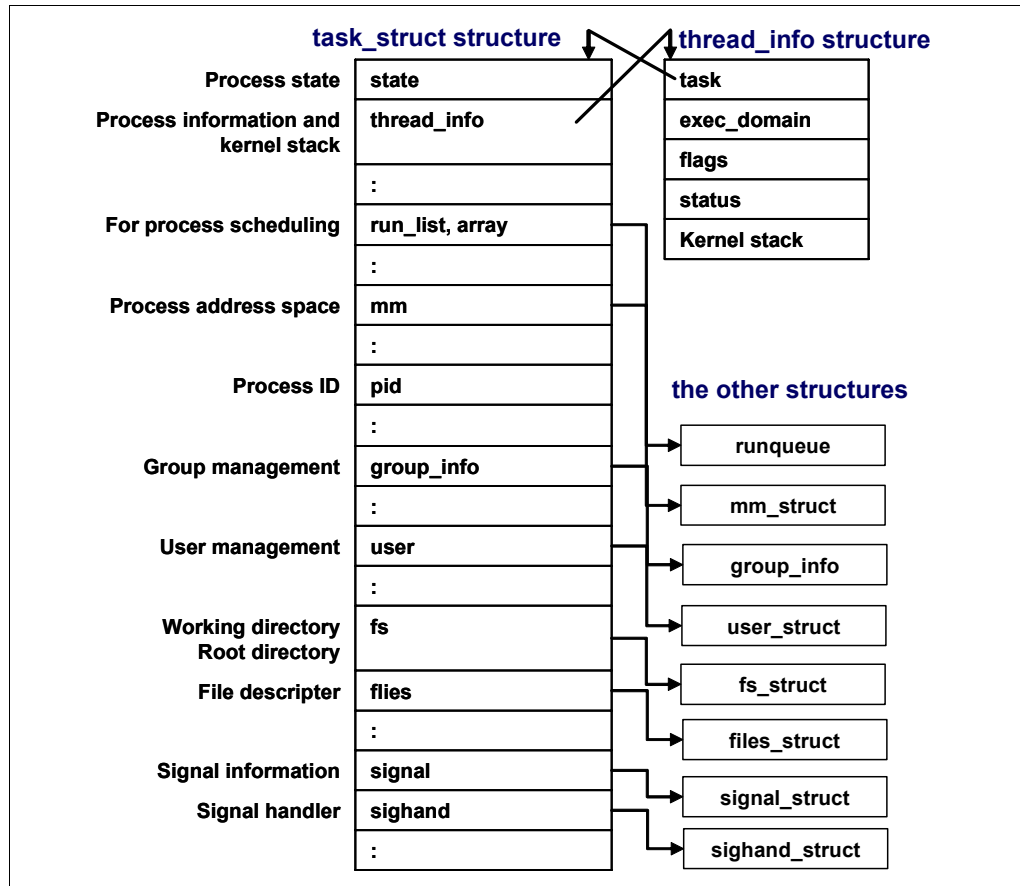 task_struct structure
thread_info structure
Process state
state
task
Process information and
kernel stack
thread_info
exec_domain
flags
:
status
For process scheduling
run_list, array
Kernel stack
:
Process address space
mm
:
Process ID
pid
the other structures
:
runqueue
Group management
group_info
:
mm_struct
User management
user
group_info
:
Working directory
Root directory
fs
user_struct
File descripter
flies
fs_struct
:
files_struct
Signal information
signal
signal_struct
Signal handler
sighand
:
sighand_struct